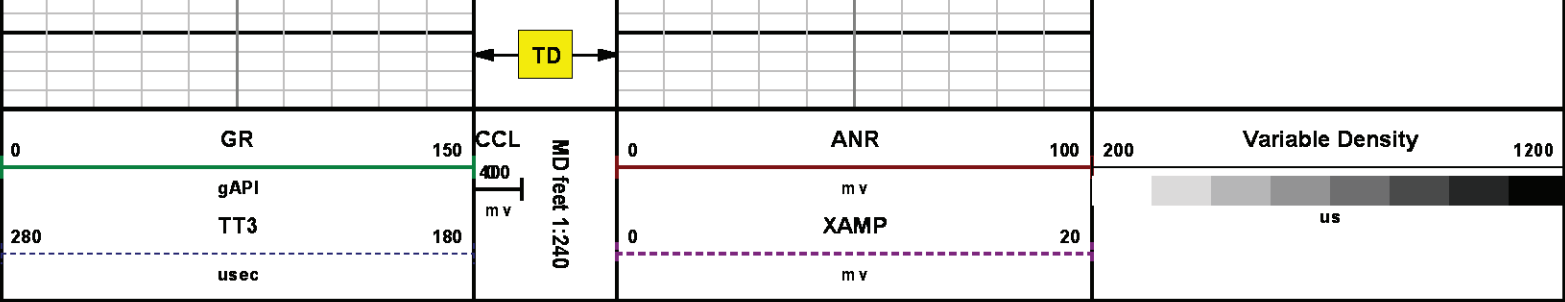 TD
GR
0 150
gAPI
TT3
280 180
usec
CCL
mv
MD feet 1:240
ANR
0 100
mv
XAMP
0 20
mv
Variable Density
200 1200
us